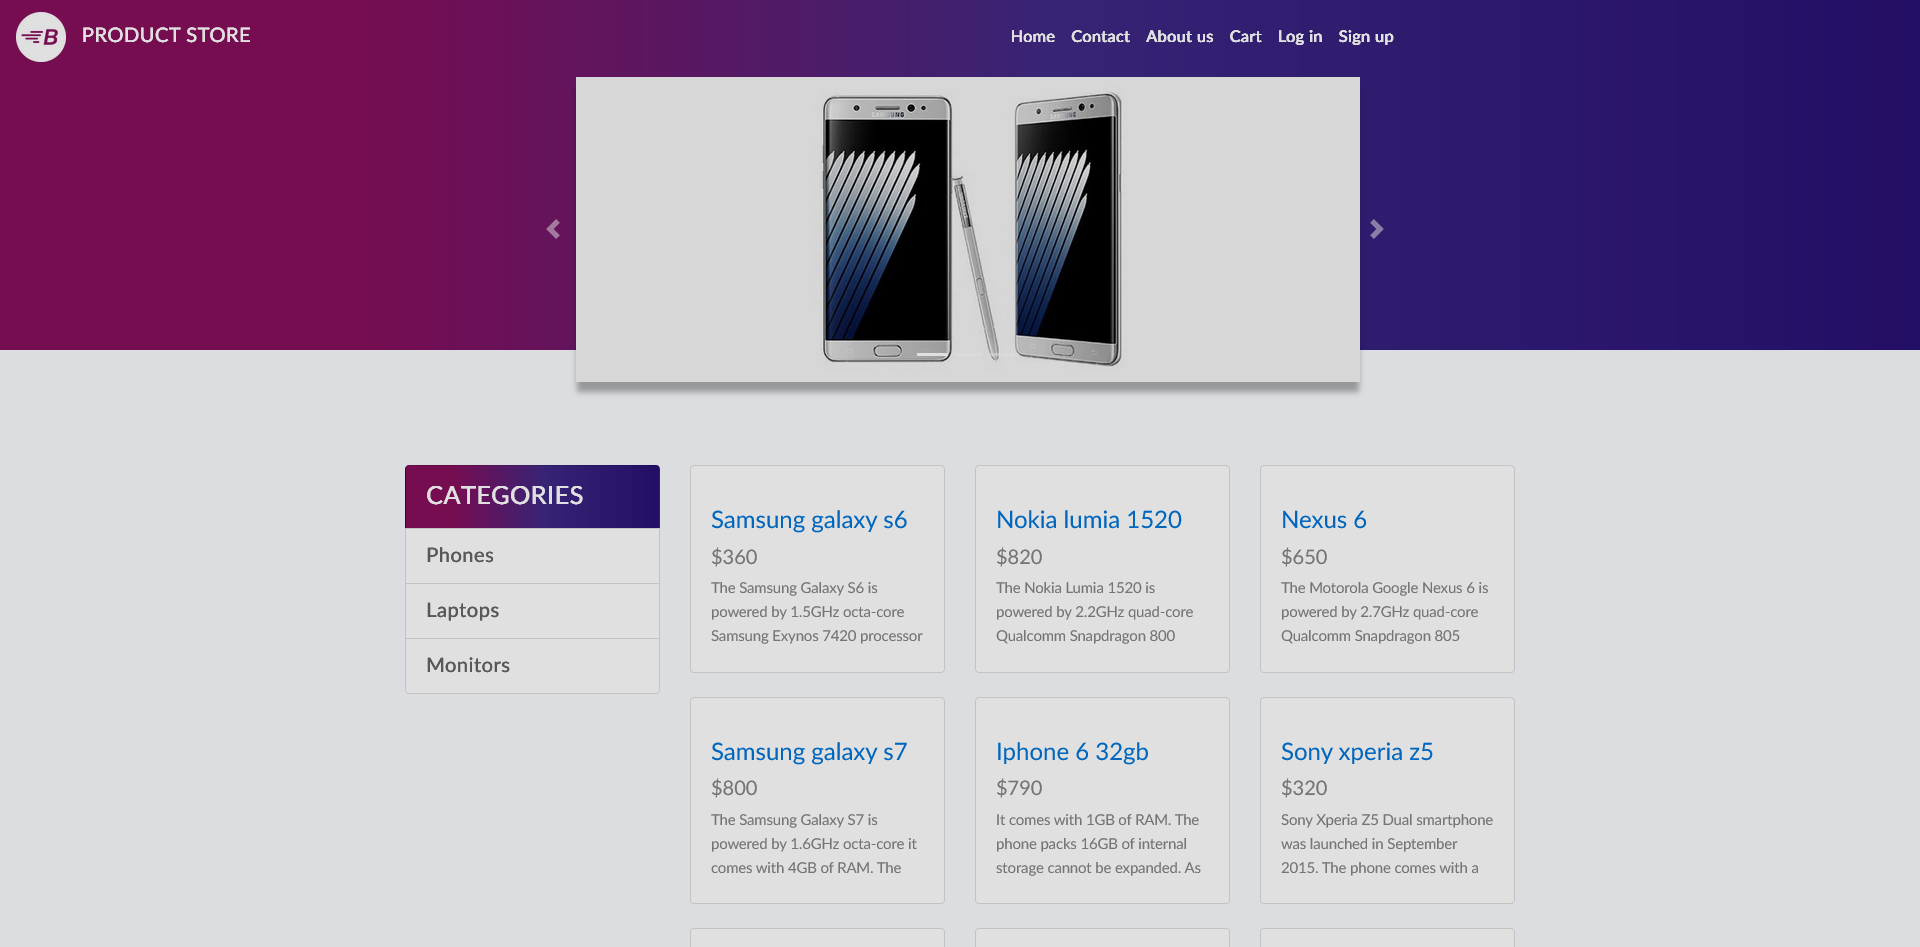 B PRODUCT STORE
Home Contact About us Cart Log in Sign up
SAMSUNG
SAMSUNG
CATEGORIES
Phones
Laptops
Monitors
Samsung galaxy s6
$360
The Samsung Galaxy S6 is
powered by 1.5GHz octa-core
Samsung Exynos 7420 processor
Nokia lumia 1520
$820
The Nokia Lumia 1520 is
powered by 2.2GHz quad-core
Qualcomm Snapdragon 800
Nexus 6
$650
The Motorola Google Nexus 6 is
powered by 2.7GHz quad-core
Qualcomm Snapdragon 805
Samsung galaxy s7
$800
The Samsung Galaxy S7 is
powered by 1.6GHz octa-core it
comes with 4GB of RAM. The
Iphone 6 32gb
$790
It comes with 1GB of RAM. The
phone packs 16GB of internal
storage cannot be expanded. As
Sony xperia z5
$320
Sony Xperia Z5 Dual smartphone
was launched in September
2015. The phone comes with a